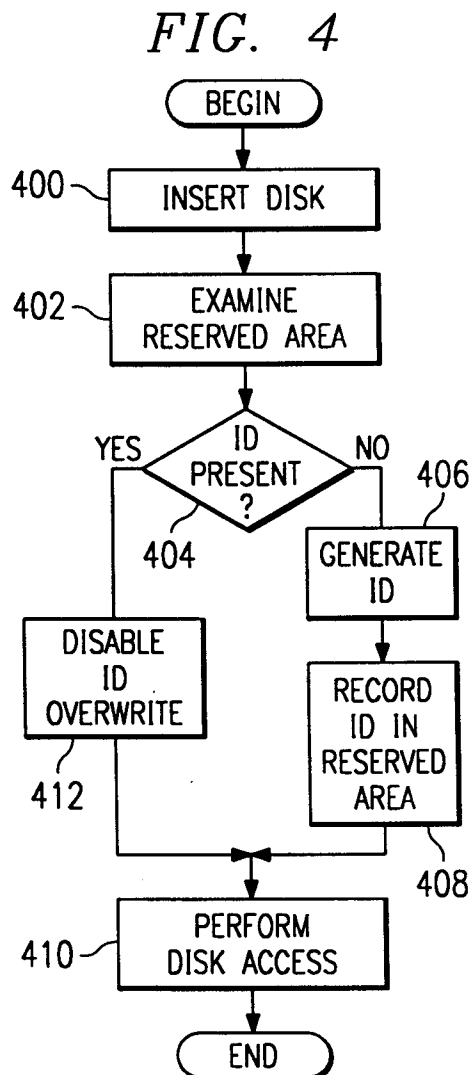 FIG. 4
BEGIN
400
INSERT DISK
402
EXAMINE
RESERVED AREA
YES
ID
PRESENT
?
NO
404
406
GENERATE
ID
DISABLE
ID
OVERWRITE
412
RECORD
ID IN
RESERVED
AREA
408
410
PERFORM
DISK ACCESS
END